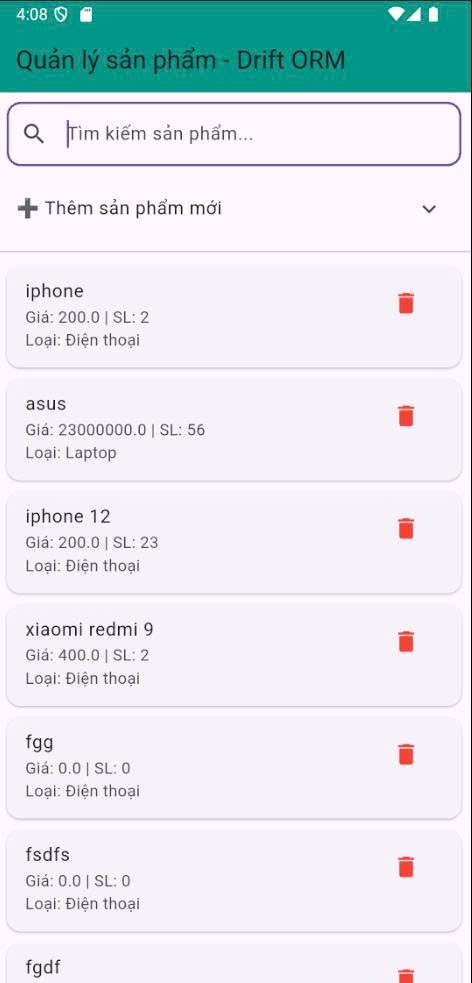 4:08
Quản lý sản phẩm - Drift ORM
Tìm kiếm sản phẩm...
Thêm sản phẩm mới
iphone
Giá: 200.0 | SL: 2
Loại: Điện thoại
asus
Giá: 23000000.0 | SL: 56
Loại: Laptop
iphone 12
Giá: 200.0 | SL: 23
Loại: Điện thoại
xiaomi redmi 9
Giá: 400.0 | SL: 2
Loại: Điện thoại
fgg
Giá: 0.0 | SL: 0
Loại: Điện thoại
fsdfs
Giá: 0.0 | SL: 0
Loại: Điện thoại
fgdf